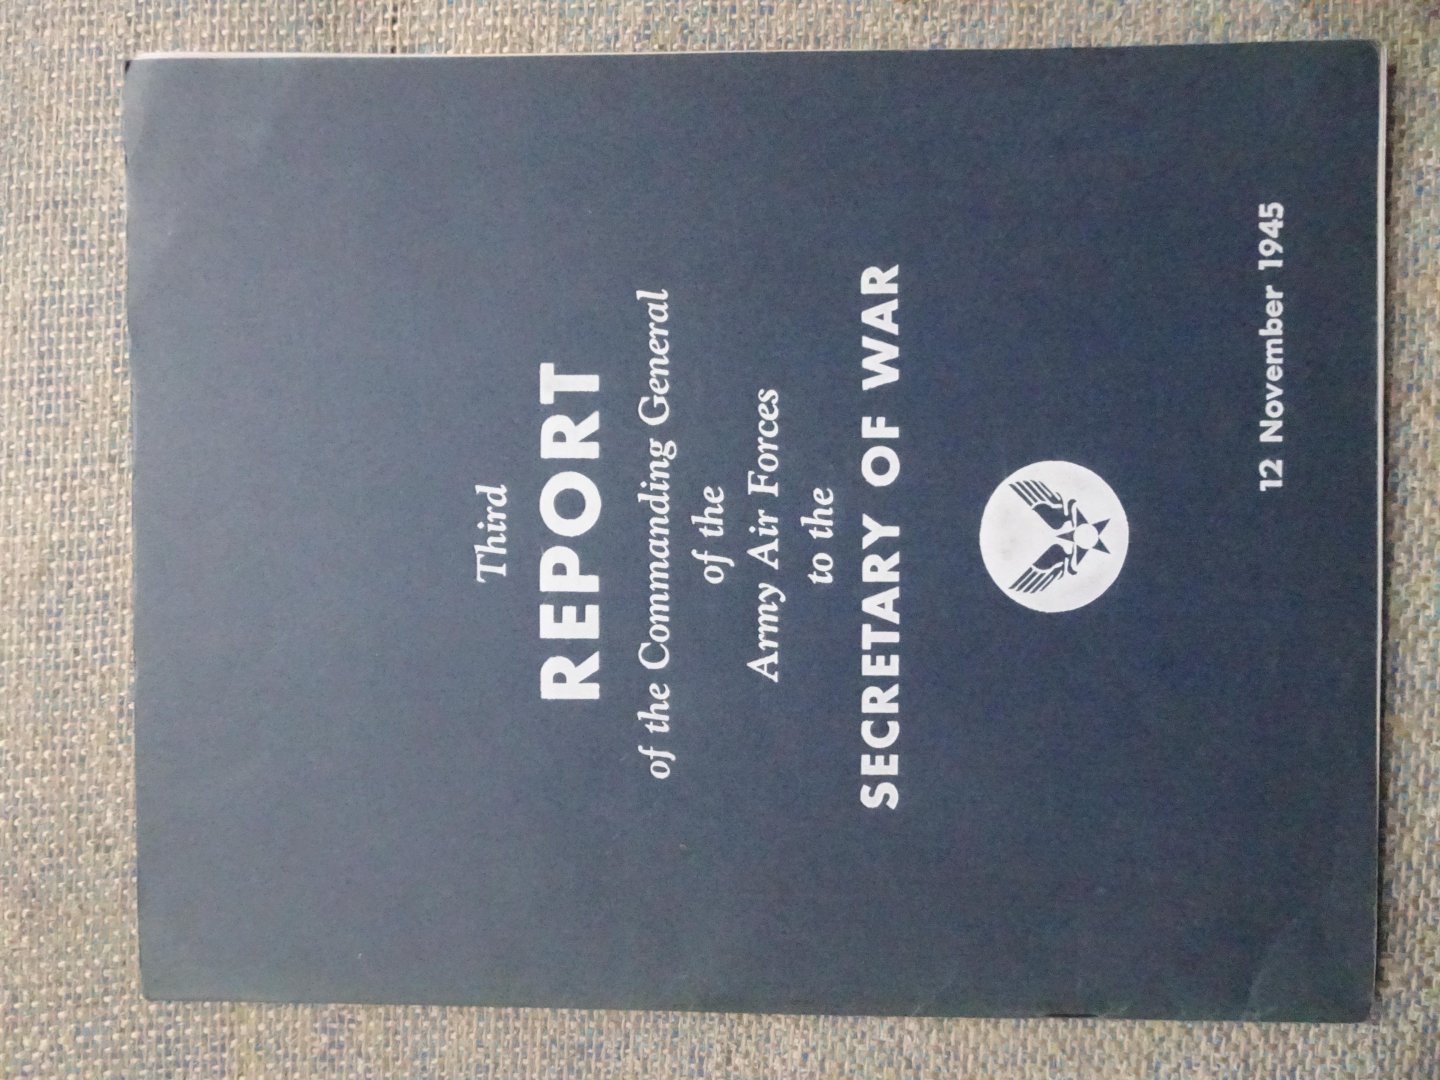 Third
REPORT
of the Commanding General
of the
Army Air Forces
to the
SECRETARY OF WAR
12 November 1945